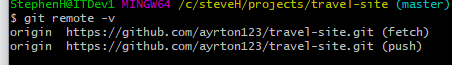 StephenH@ITDev1 MINGW64 /c/steveH/projects/travel-site (master)
$ git remote -v
origin  https://github.com/ayrton123/travel-site.git (fetch)
origin  https://github.com/ayrton123/travel-site.git (push)